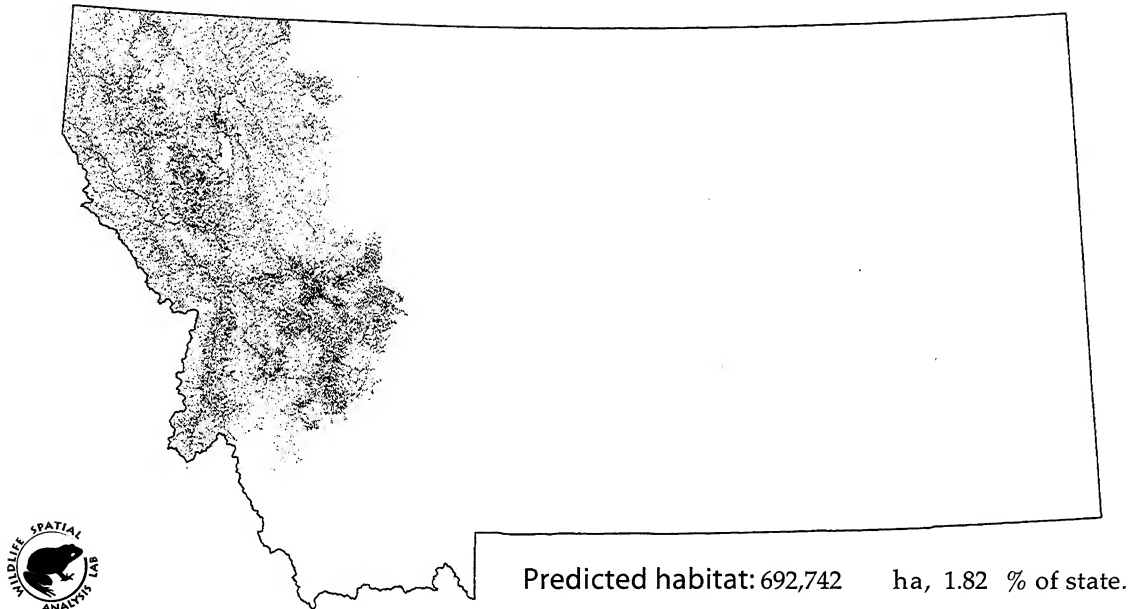 WILDLIFE SPATIAL
ANALYSIS LAB
Predicted habitat: 692,742 ha, 1.82 % of state.